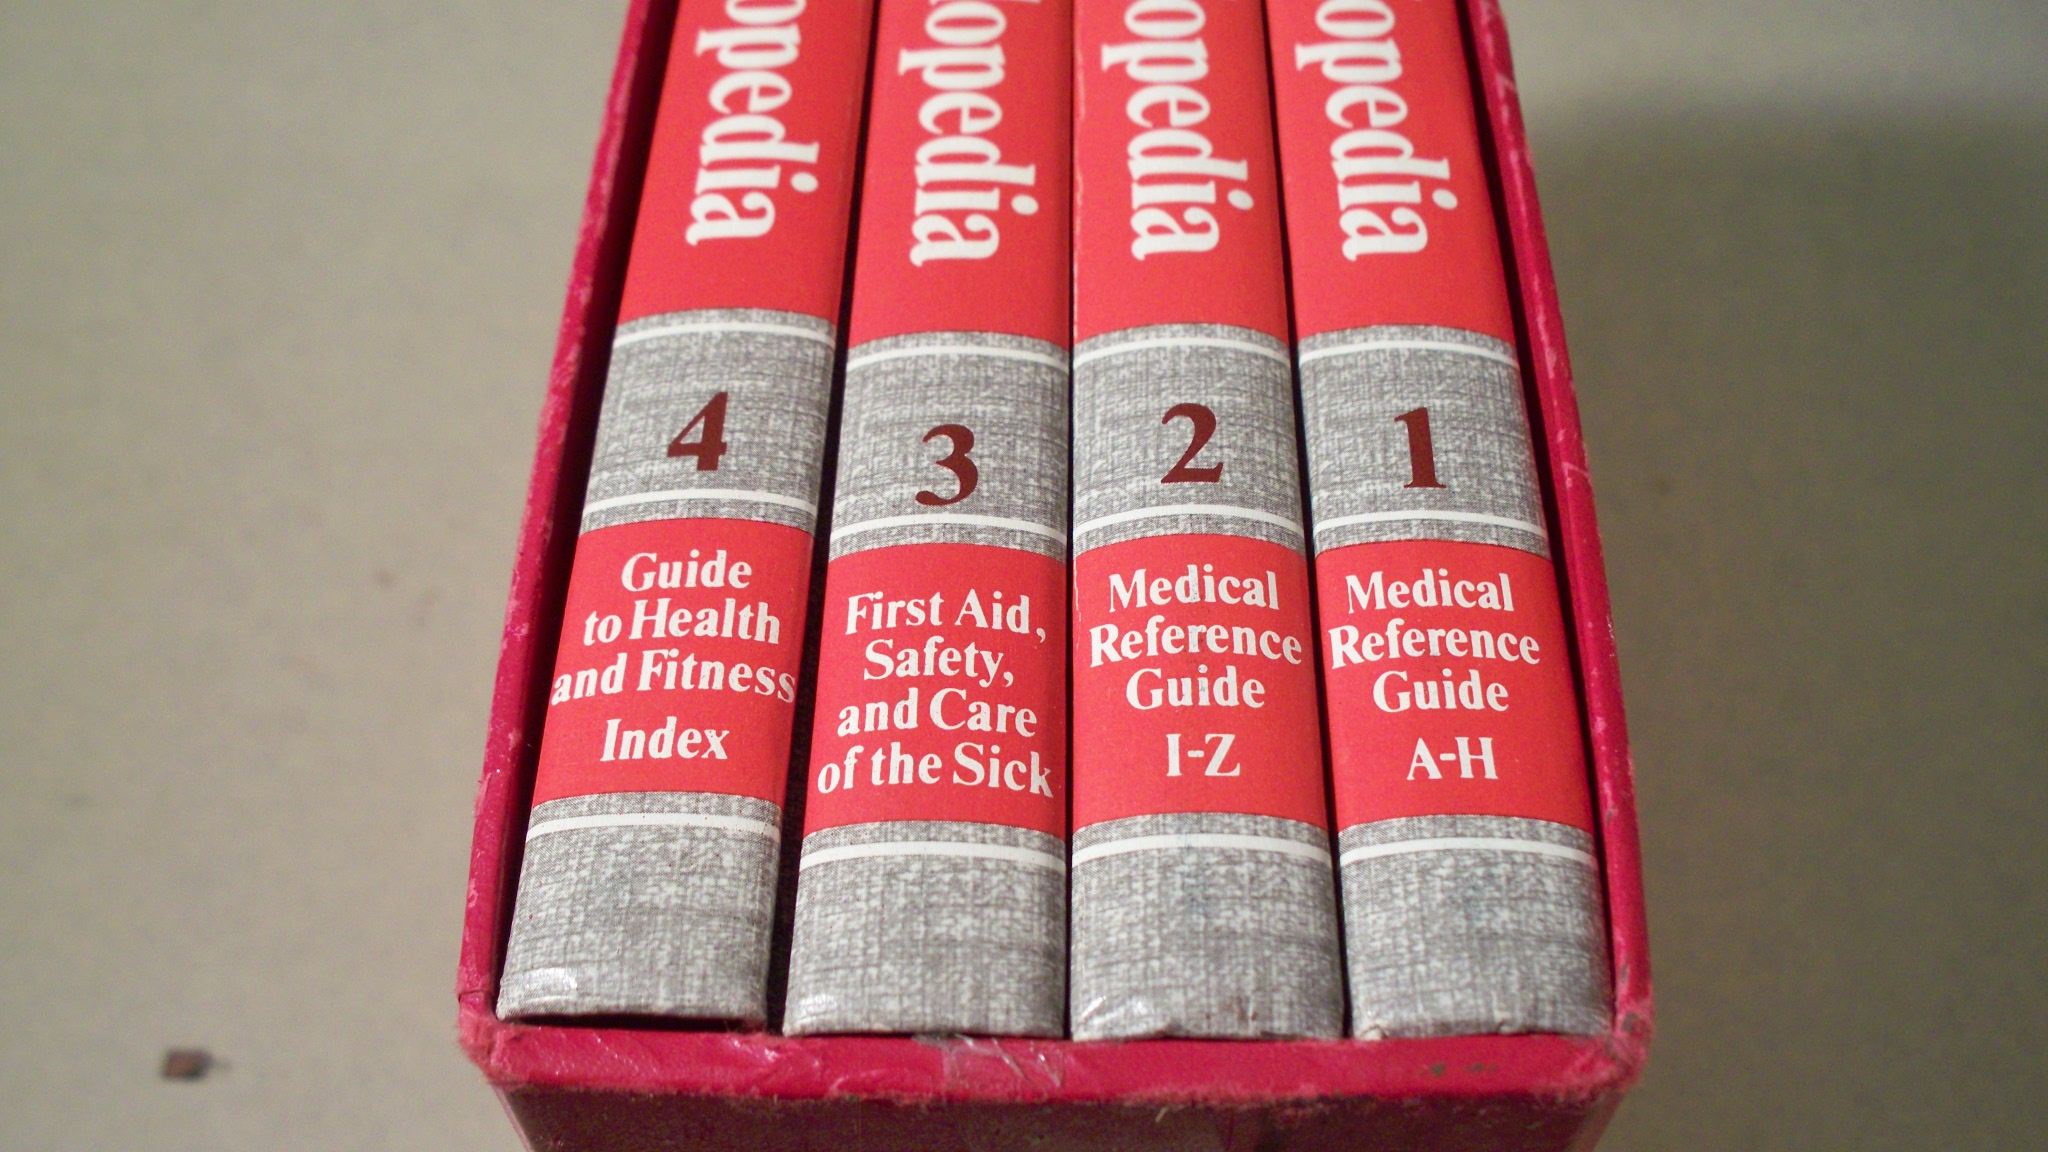 opedia
4
Guide
to Health
and Fitness
Index
lopedia
3
First Aid,
Safety,
and Care
of the Sick
opedia
2
Medical
Reference
Guide
I-Z
opedia
1
Medical
Reference
Guide
A-H